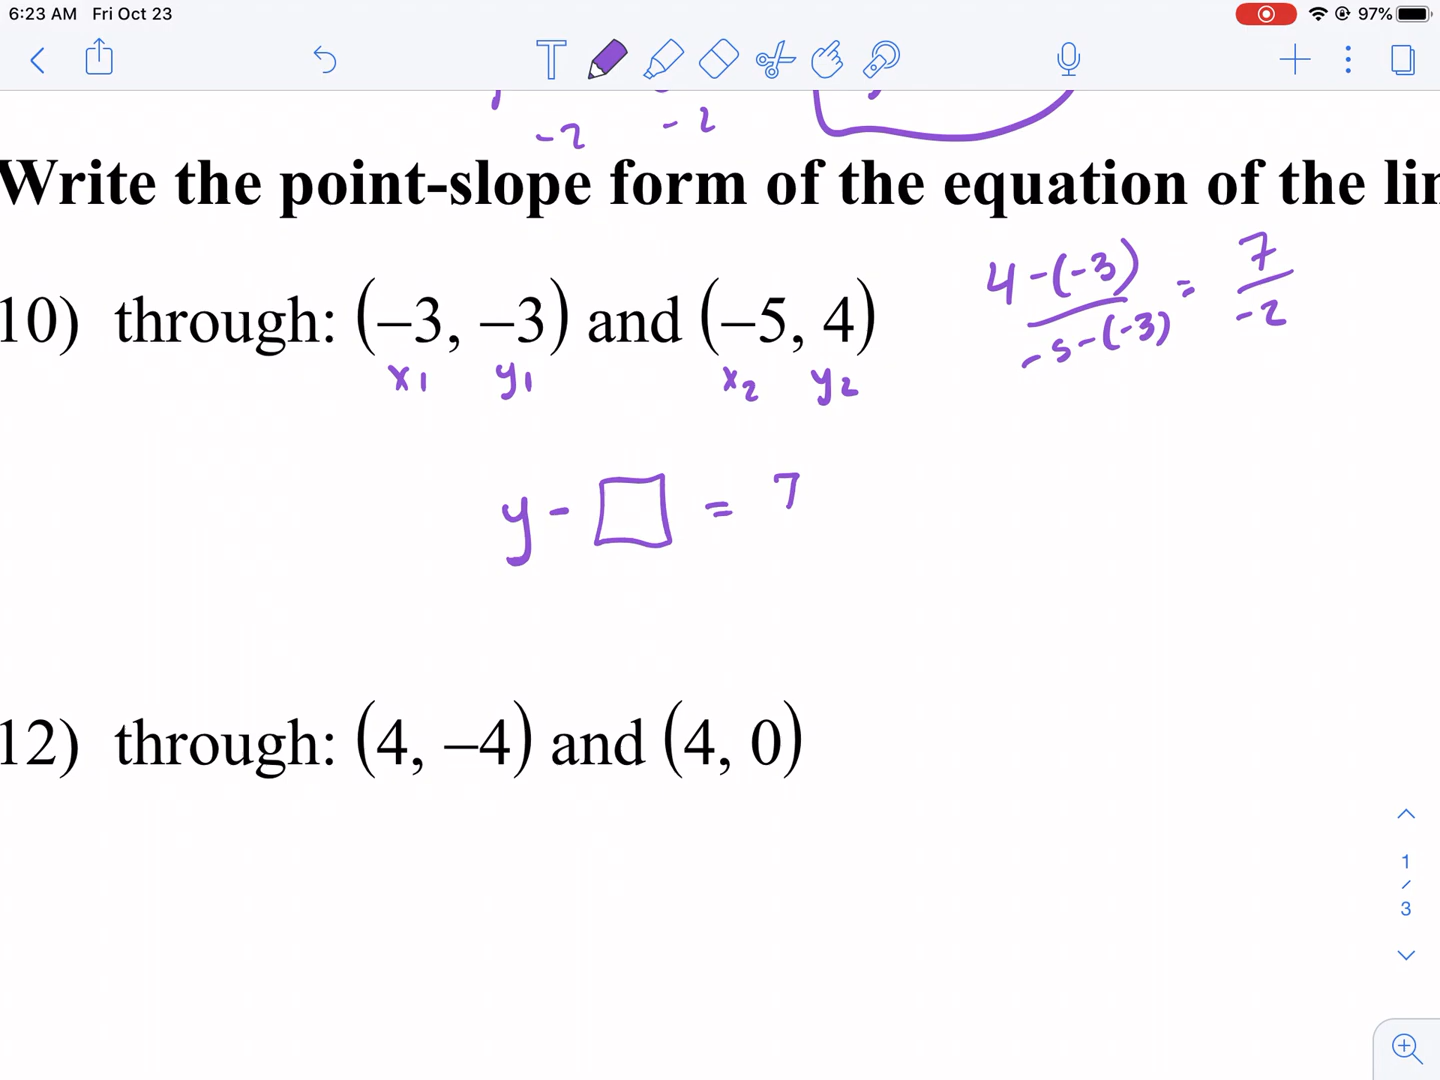 6:23 AM Fri Oct 23 97%
T
-2 -2
Write the point-slope form of the equation of the lin
10) through: (–3, –3) and (–5, 4)
x1 y1 x2 y2
4-(-3) = 7
-5-(-3) -2
y - □ = 7
12) through: (4, –4) and (4, 0)
1
/
3